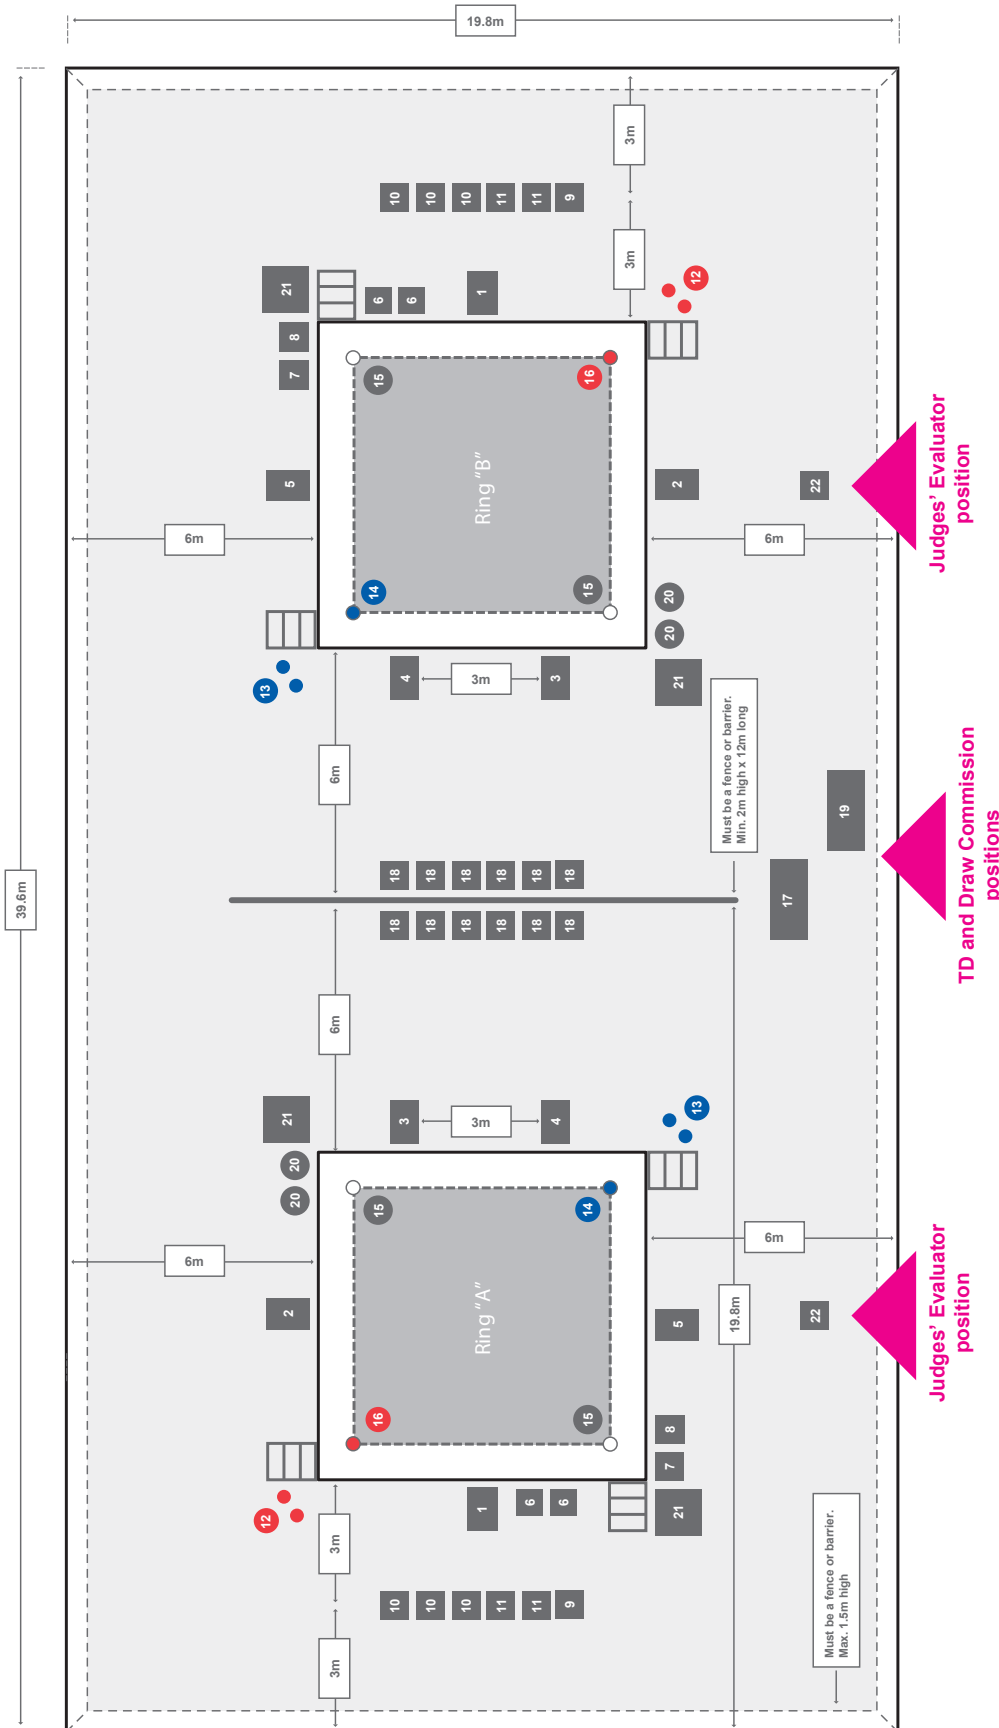 19.8m
39.6m
3m
10
10
10
11
11
9
3m
21
6
6
1
12
8
7
15
16
Ring "B"
5
2
22
Judges' Evaluator
position
6m
6m
14
15
20
20
13
4
3m
3
21
6m
Must be a fence or barrier.
Min. 2m high x 12m long
19
TD and Draw Commission
positions
18
18
18
18
18
18
17
18
18
18
18
18
18
6m
21
3
3m
4
13
20
20
15
14
6m
6m
Ring "A"
2
5
19.8m
22
Judges' Evaluator
position
16
15
8
7
12
1
6
6
21
3m
Must be a fence or barrier.
Max. 1.5m high
10
10
10
11
11
9
3m